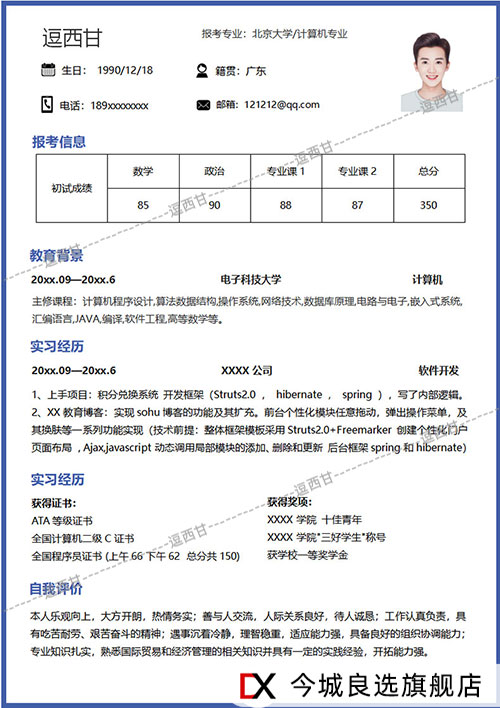 逗西甘
报考专业：北京大学/计算机专业
生日： 1990/12/18
籍贯：广东
电话：189xxxxxxxx
邮箱：121212@qq.com
逗西甘
报考信息
初试成绩 数学 政治 专业课 1 专业课 2 总分
85 90 88 87 350
逗西甘
教育背景
20xx.09—20xx.6 电子科技大学 计算机
主修课程：计算机程序设计,算法数据结构,操作系统,网络技术,数据库原理,电路与电子,嵌入式系统,
汇编语言,JAVA,编译,软件工程,高等数学等。
逗西甘
实习经历
20xx.09—20xx.6 XXXX 公司 软件开发
1、上手项目：积分兑换系统 开发框架（Struts2.0 ， hibernate ， spring ），写了内部逻辑。
2、XX 教育博客：实现 sohu 博客的功能及其扩充。前台个性化模块任意拖动，弹出操作菜单，及
其换肤等一系列功能实现（技术前提：整体框架模板采用 Struts2.0+Freemarker 创建个性化门户
页面布局 ，Ajax,javascript 动态调用局部模块的添加、删除和更新 后台框架 spring 和 hibernate)
逗西甘
实习经历
获得证书：
ATA 等级证书
全国计算机二级 C 证书
全国程序员证书 (上午 66 下午 62 总分共 150)
获得奖项：
XXXX 学院 十佳青年
XXXX 学院"三好学生"称号
获学校一等奖学金
逗西甘
自我评价
逗西甘
本人乐观向上，大方开朗，热情务实；善与人交流，人际关系良好，待人诚恳；工作认真负责，具
有吃苦耐劳、艰苦奋斗的精神；遇事沉着冷静，理智稳重，适应能力强，具备良好的组织协调能力；
专业知识扎实，熟悉国际贸易和经济管理的相关知识并具有一定的实践经验，开拓能力强。
今城良选旗舰店